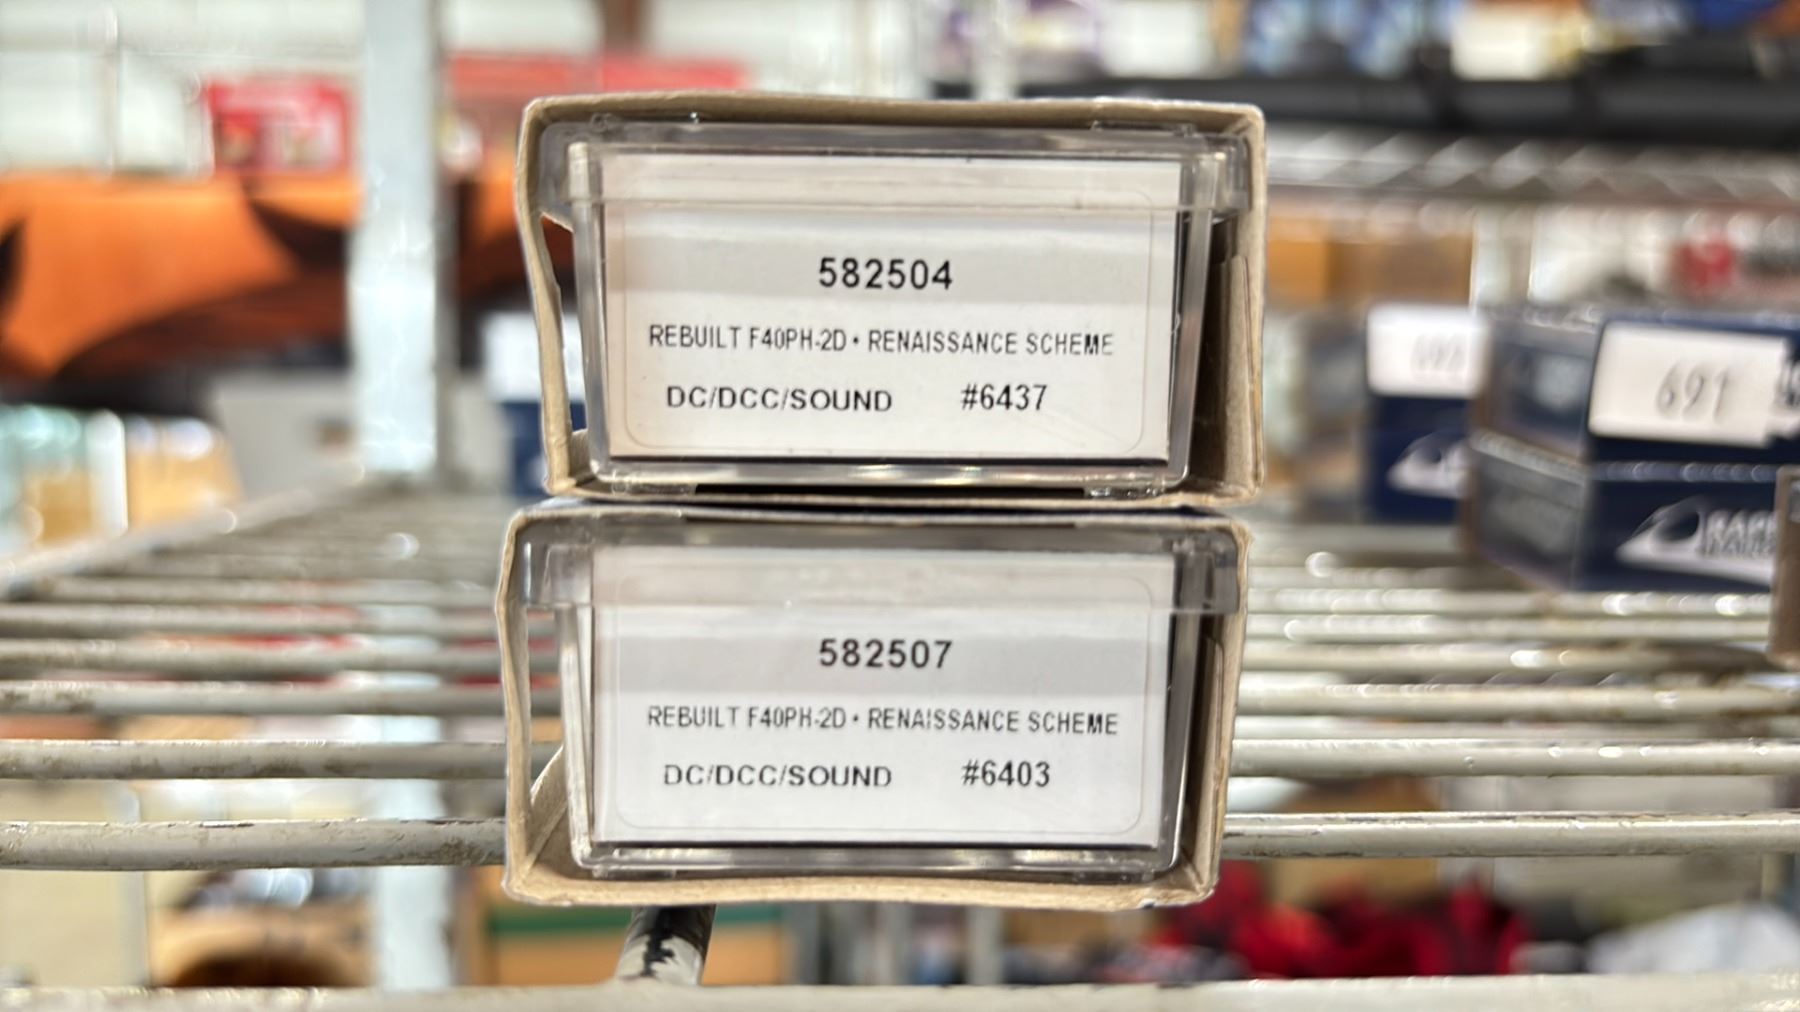 582504
REBUILT F40PH-2D • RENAISSANCE SCHEME
DC/DCC/SOUND #6437
582507
REBUILT F40PH-2D • RENAISSANCE SCHEME
DC/DCC/SOUND #6403
691